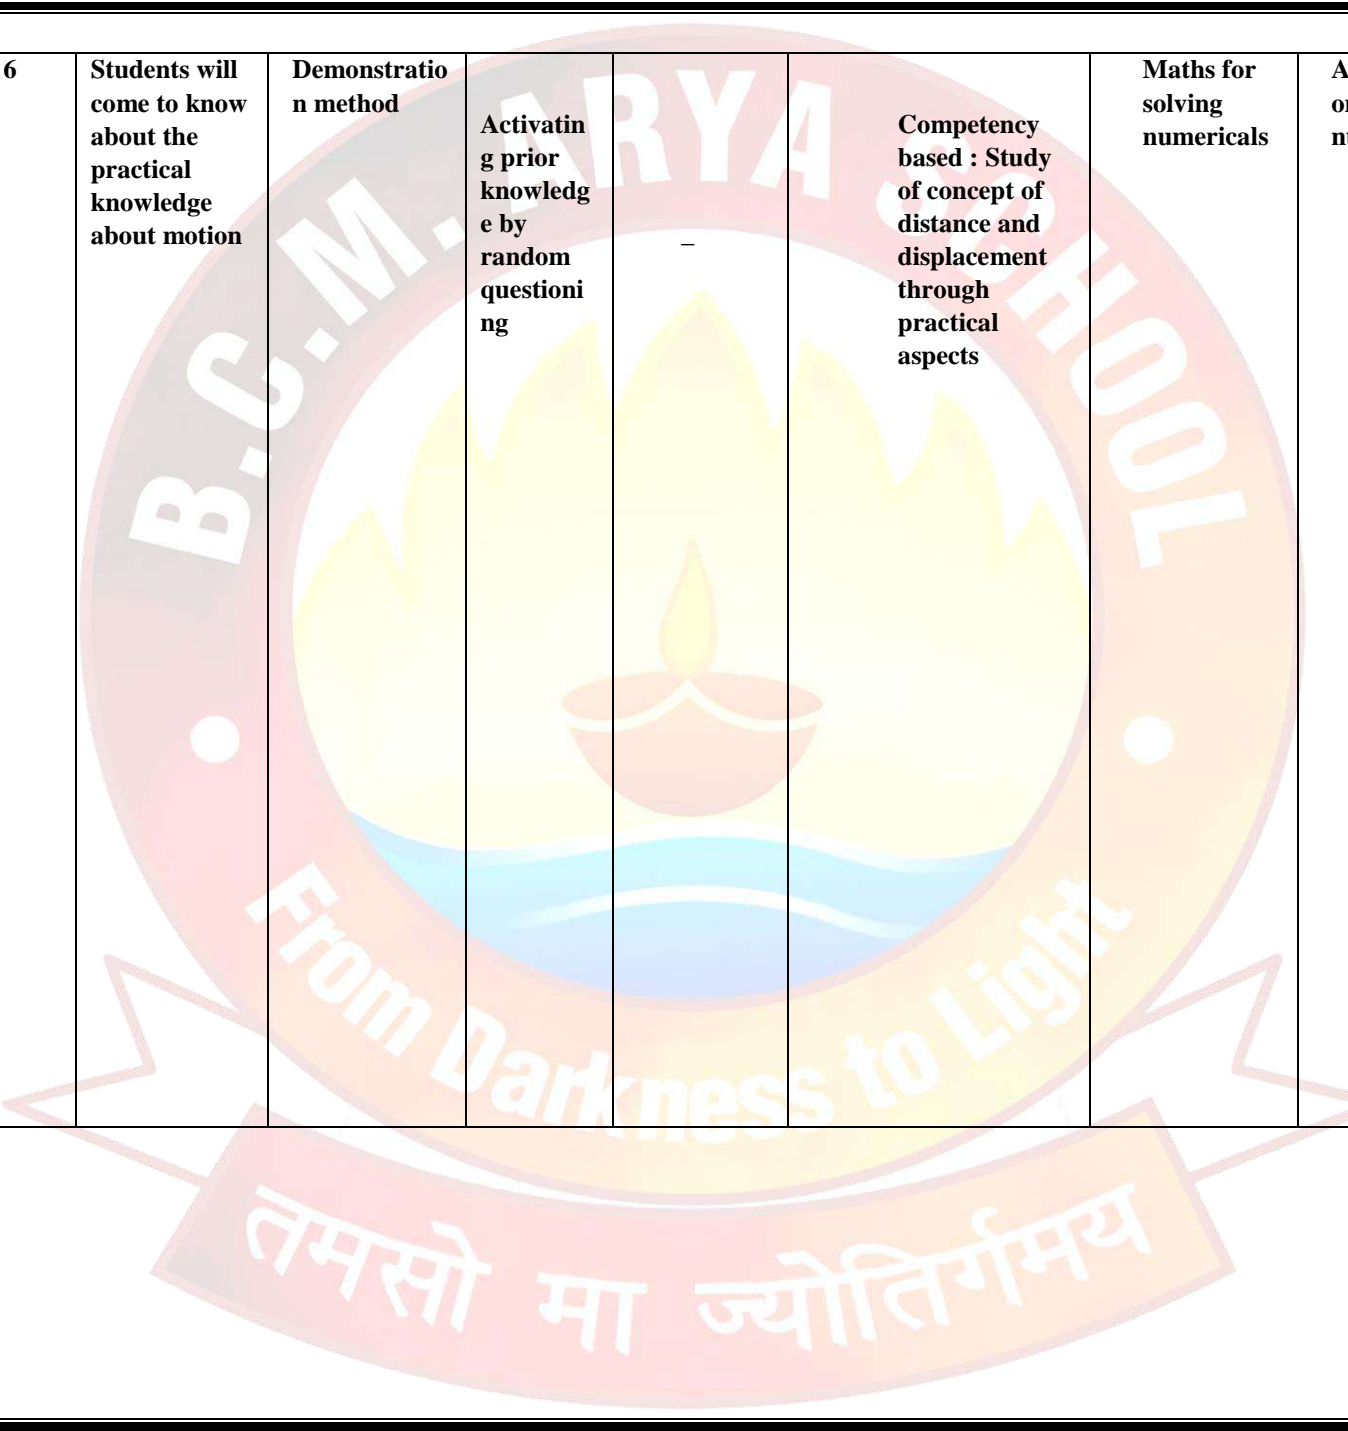 6
Students will
come to know
about the
practical
knowledge
about motion
Demonstratio
n method
Activatin
g prior
knowledg
e by
random
questioni
ng
–
Competency
based : Study
of concept of
distance and
displacement
through
practical
aspects
Maths for
solving
numericals
B.C.M. ARYA SCHOOL
From Darkness to Light
तमसो मा ज्योतिर्गमय